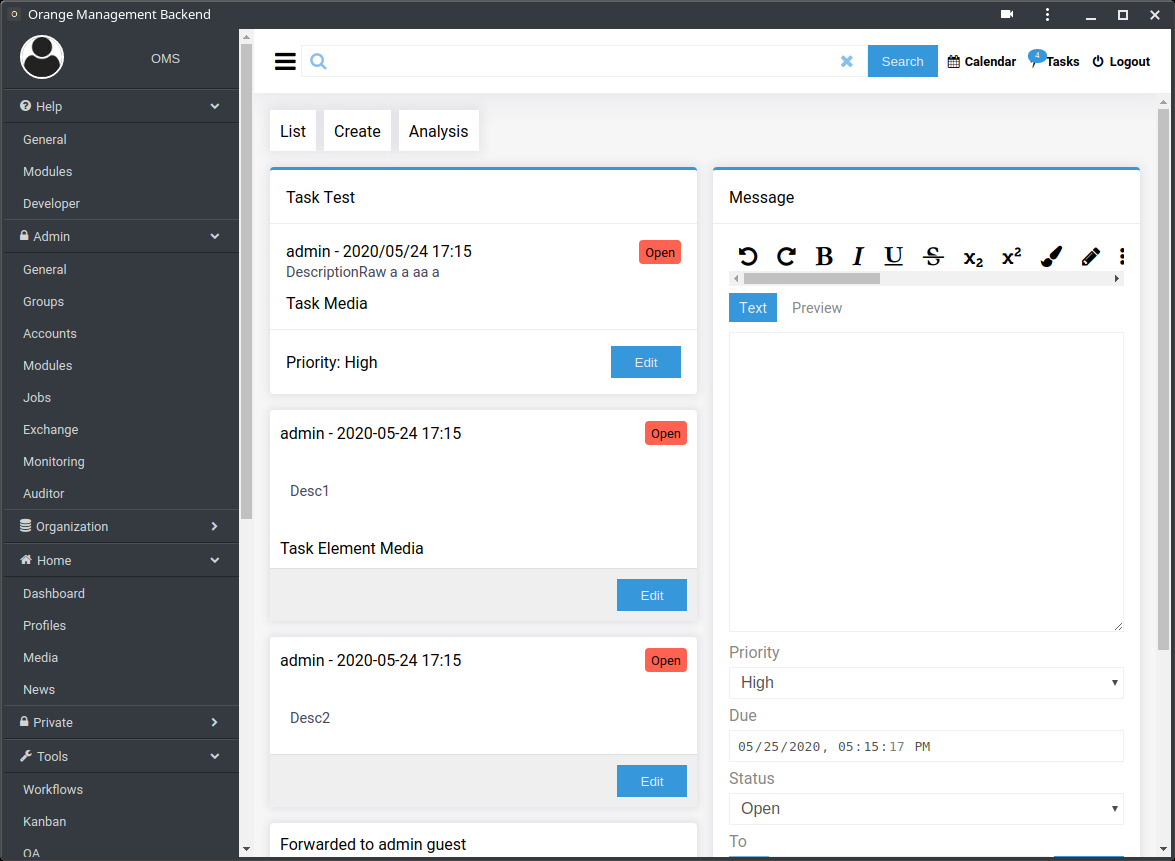 Orange Management Backend
OMS
Help
General
Modules
Developer
Admin
General
Groups
Accounts
Modules
Jobs
Exchange
Monitoring
Auditor
Organization
Home
Dashboard
Profiles
Media
News
Private
Tools
Workflows
Kanban
QA
Search
Calendar
4
Tasks
Logout
List
Create
Analysis
Task Test
admin - 2020/05/24 17:15
Open
DescriptionRaw a a aa a
Task Media
Priority: High
Edit
admin - 2020-05-24 17:15
Open
Desc1
Task Element Media
Edit
admin - 2020-05-24 17:15
Open
Desc2
Edit
Forwarded to admin guest
Message
B I U S x₂ x²
Text Preview
Priority
High
Due
05/25/2020, 05:15:17 PM
Status
Open
To